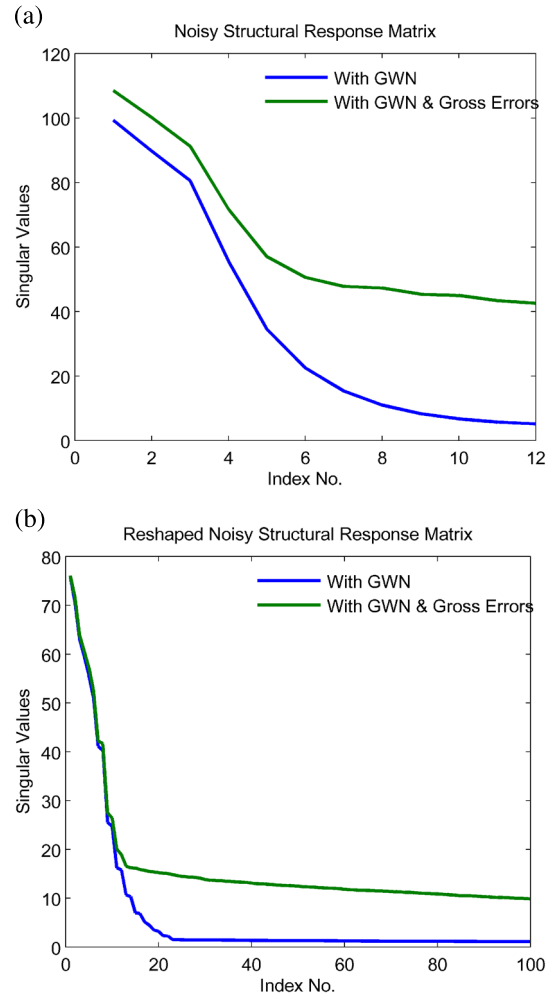 (a)
Noisy Structural Response Matrix
With GWN
With GWN & Gross Errors
Singular Values
120
100
80
60
40
20
0
0 2 4 6 8 10 12
Index No.
(b)
Reshaped Noisy Structural Response Matrix
With GWN
With GWN & Gross Errors
Singular Values
80
70
60
50
40
30
20
10
0
0 20 40 60 80 100
Index No.